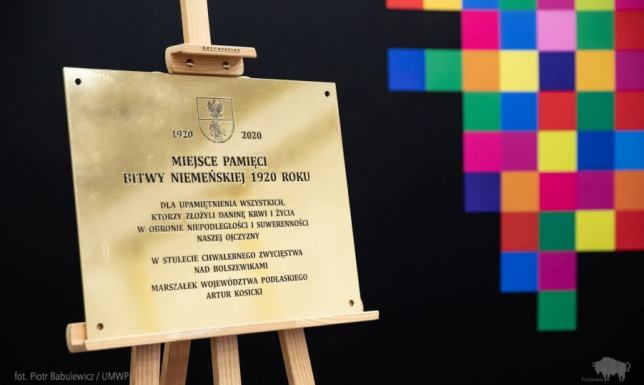 1920 2020
MIEJSCE PAMIĘCI
BITWY NIEMEŃSKIEJ 1920 ROKU
DLA UPAMIĘTNIENIA WSZYSTKICH,
KTÓRZY ZŁOŻYLI DANINĘ KRWI I ŻYCIA
W OBRONIE NIEPODLEGŁOŚCI I SUWERENNOŚCI
NASZEJ OJCZYZNY
W STULECIE CHWALEBNEGO ZWYCIĘSTWA
NAD BOLSZEWIKAMI
MARSZAŁEK WOJEWÓDZTWA PODLASKIEGO
ARTUR KOSICKI
fot. Piotr Babulewicz / UMWP